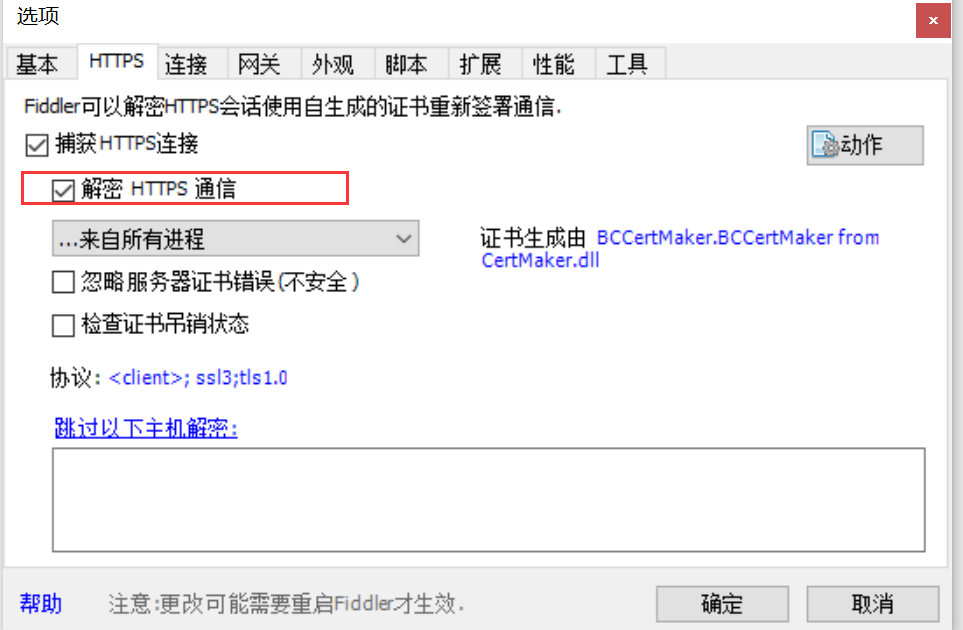 选项
基本 HTTPS 连接 网关 外观 脚本 扩展 性能 工具
Fiddler可以解密HTTPS会话使用自生成的证书重新签署通信.
捕获HTTPS连接
动作
解密 HTTPS 通信
...来自所有进程
证书生成由 BCCertMaker.BCCertMaker from
CertMaker.dll
忽略服务器证书错误(不安全)
检查证书吊销状态
协议: <client>; ssl3;tls1.0
跳过以下主机解密:
帮助 注意:更改可能需要重启Fiddler才生效. 确定 取消